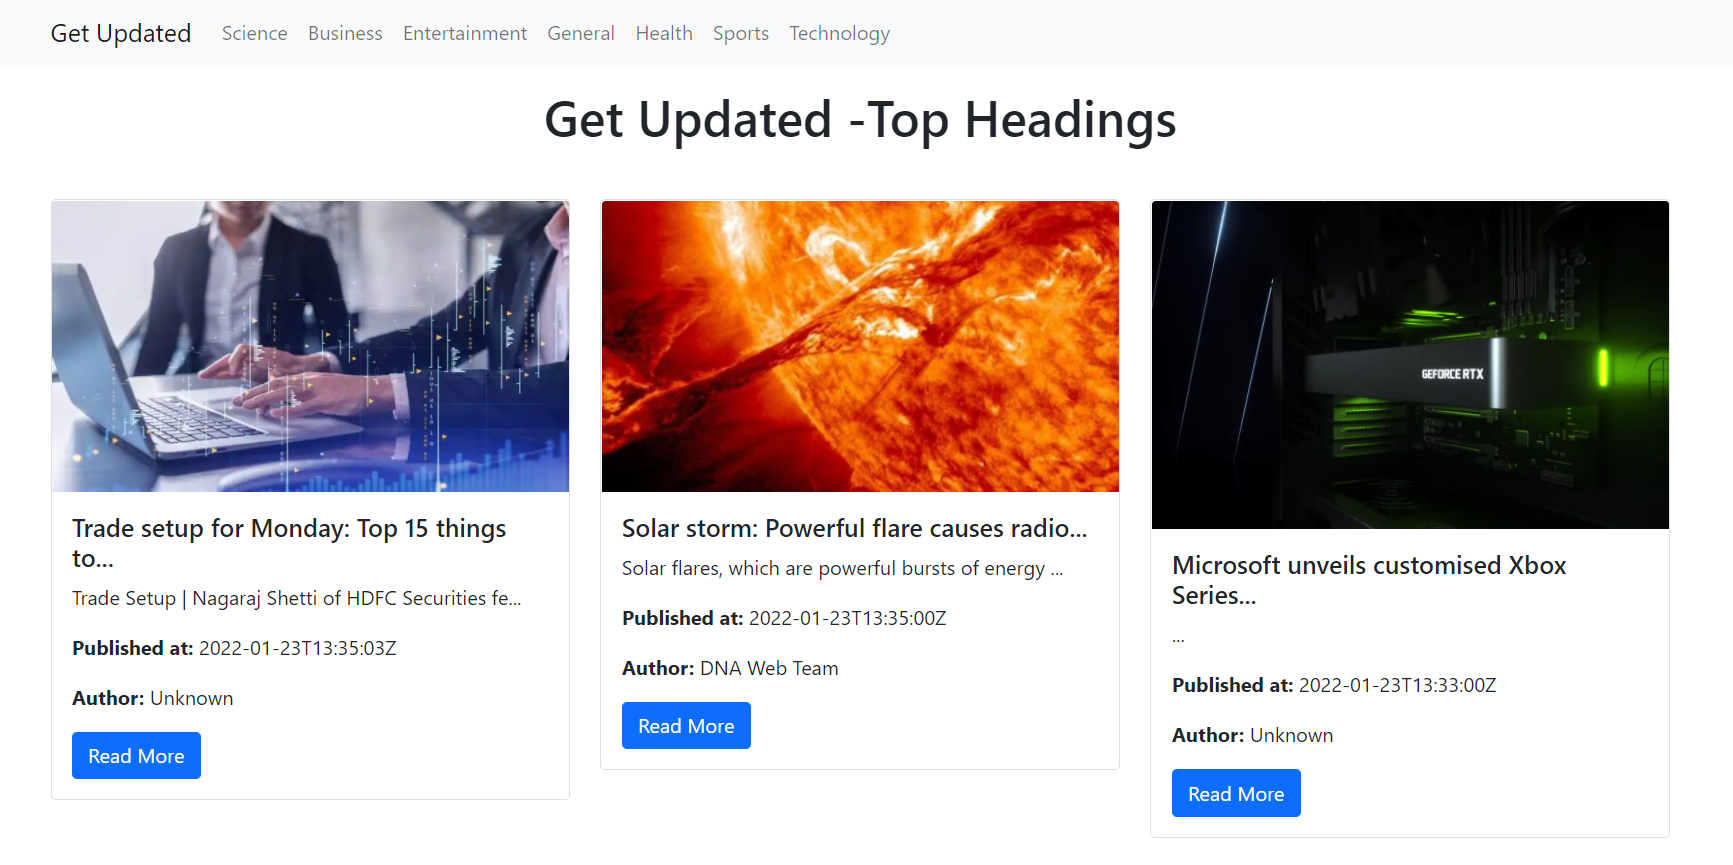 Get Updated Science Business Entertainment General Health Sports Technology
Get Updated -Top Headings
Trade setup for Monday: Top 15 things
to...
Trade Setup | Nagaraj Shetti of HDFC Securities fe...
Published at: 2022-01-23T13:35:03Z
Author: Unknown
Read More
Solar storm: Powerful flare causes radio...
Solar flares, which are powerful bursts of energy ...
Published at: 2022-01-23T13:35:00Z
Author: DNA Web Team
Read More
GEFORCE RTX
Microsoft unveils customised Xbox
Series...
...
Published at: 2022-01-23T13:33:00Z
Author: Unknown
Read More